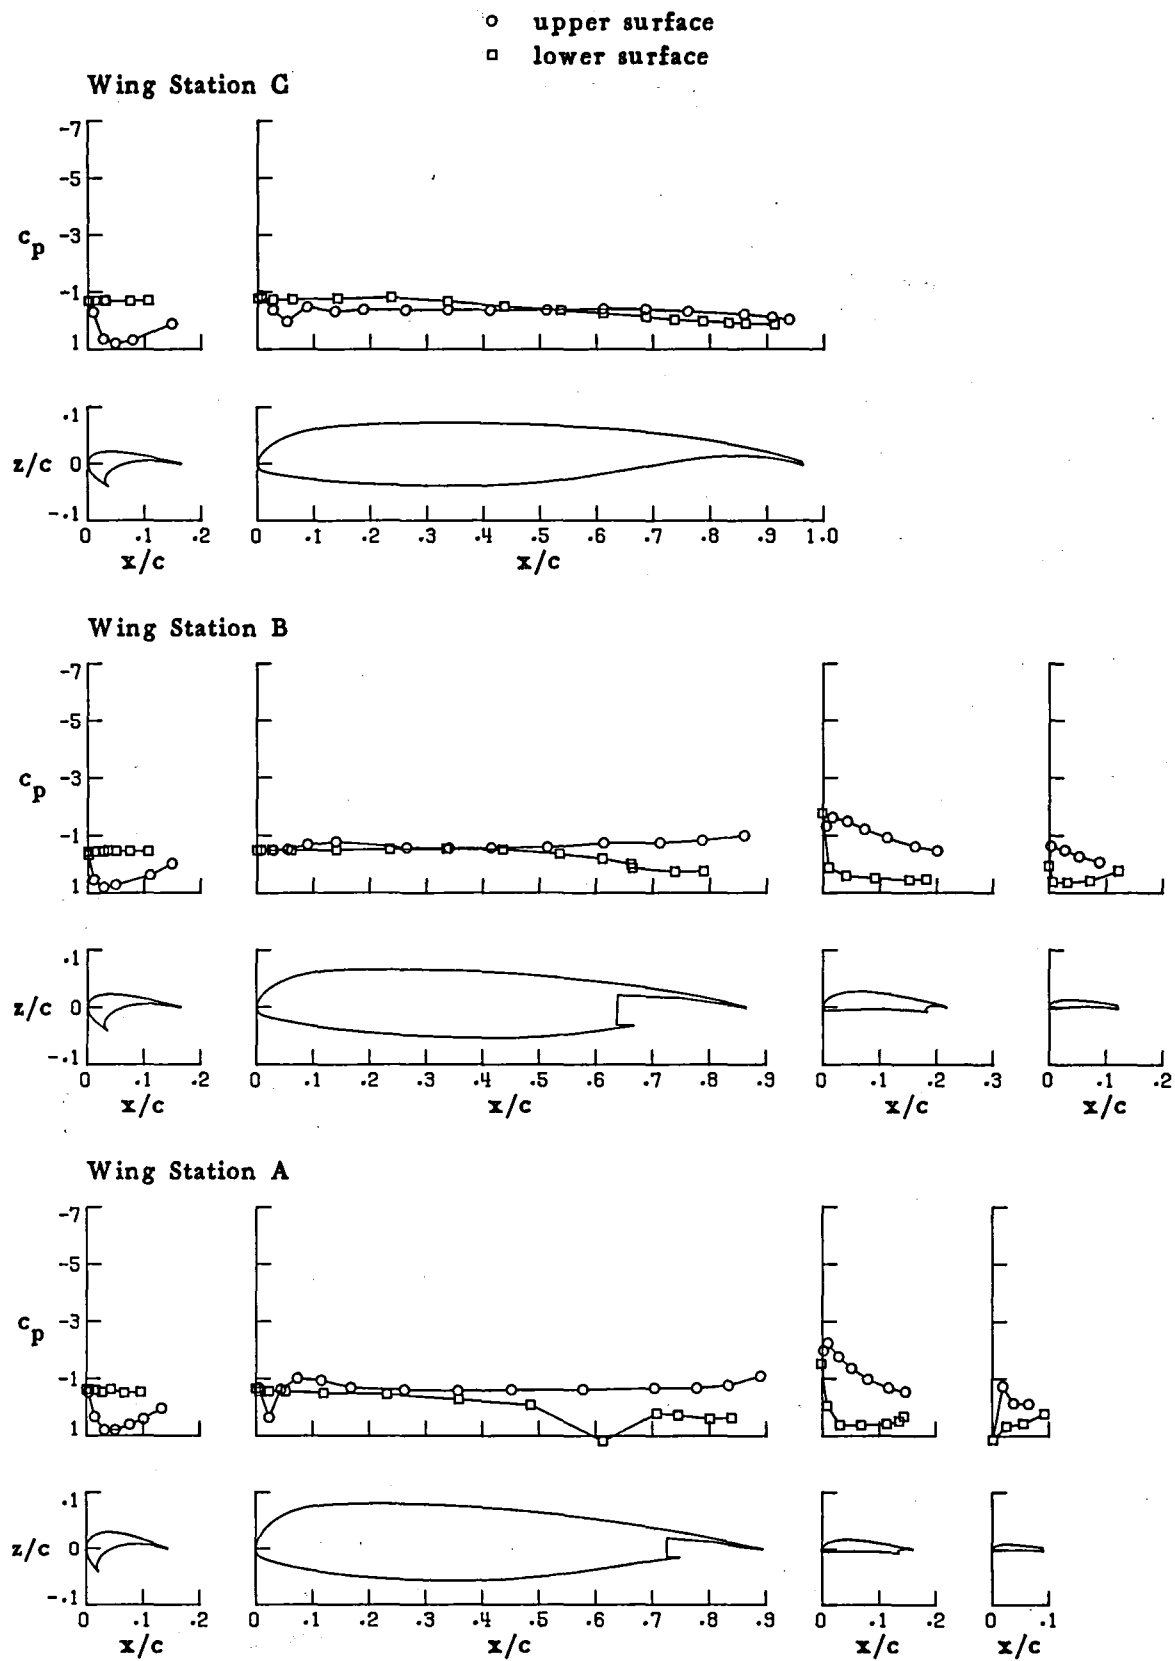 upper surface
lower surface
Wing Station C
-7
-5
-3
-1
1
c_p
.1
0
-.1
z/c
0 .1 .2
x/c
0 .1 .2 .3 .4 .5 .6 .7 .8 .9 1.0
x/c
Wing Station B
-7
-5
-3
-1
1
c_p
.1
0
-.1
z/c
0 .1 .2
x/c
0 .1 .2 .3 .4 .5 .6 .7 .8 .9
x/c
0 .1 .2 .3
x/c
0 .1 .2
x/c
Wing Station A
-7
-5
-3
-1
1
c_p
.1
0
-.1
z/c
0 .1 .2
x/c
0 .1 .2 .3 .4 .5 .6 .7 .8 .9
x/c
0 .1 .2
x/c
0 .1
x/c